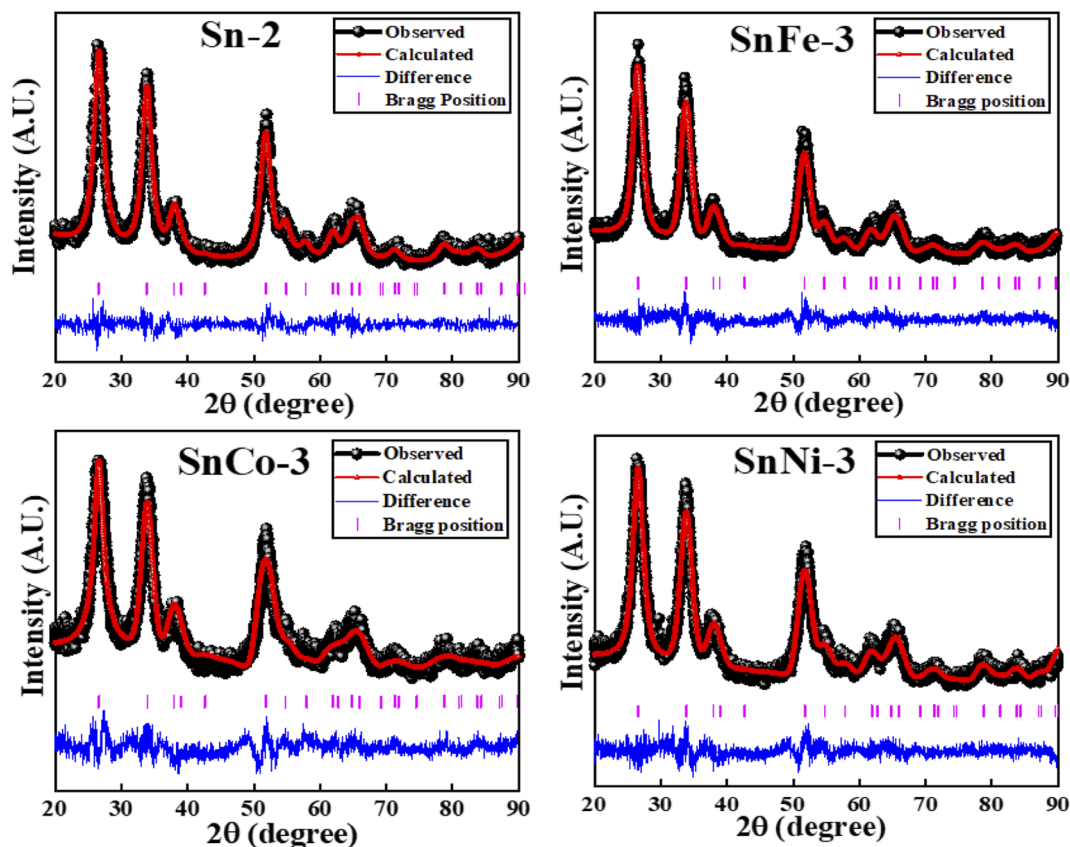 Sn-2
Observed
Calculated
Difference
Bragg Position
Intensity (A.U.)
20 30 40 50 60 70 80 90
2θ (degree)
SnFe-3
Observed
Calculated
Difference
Bragg position
Intensity (A.U.)
20 30 40 50 60 70 80 90
2θ (degree)
SnCo-3
Observed
Calculated
Difference
Bragg position
Intensity (A.U.)
20 30 40 50 60 70 80 90
2θ (degree)
SnNi-3
Observed
Calculated
Difference
Bragg position
Intensity (A.U.)
20 30 40 50 60 70 80 90
2θ (degree)